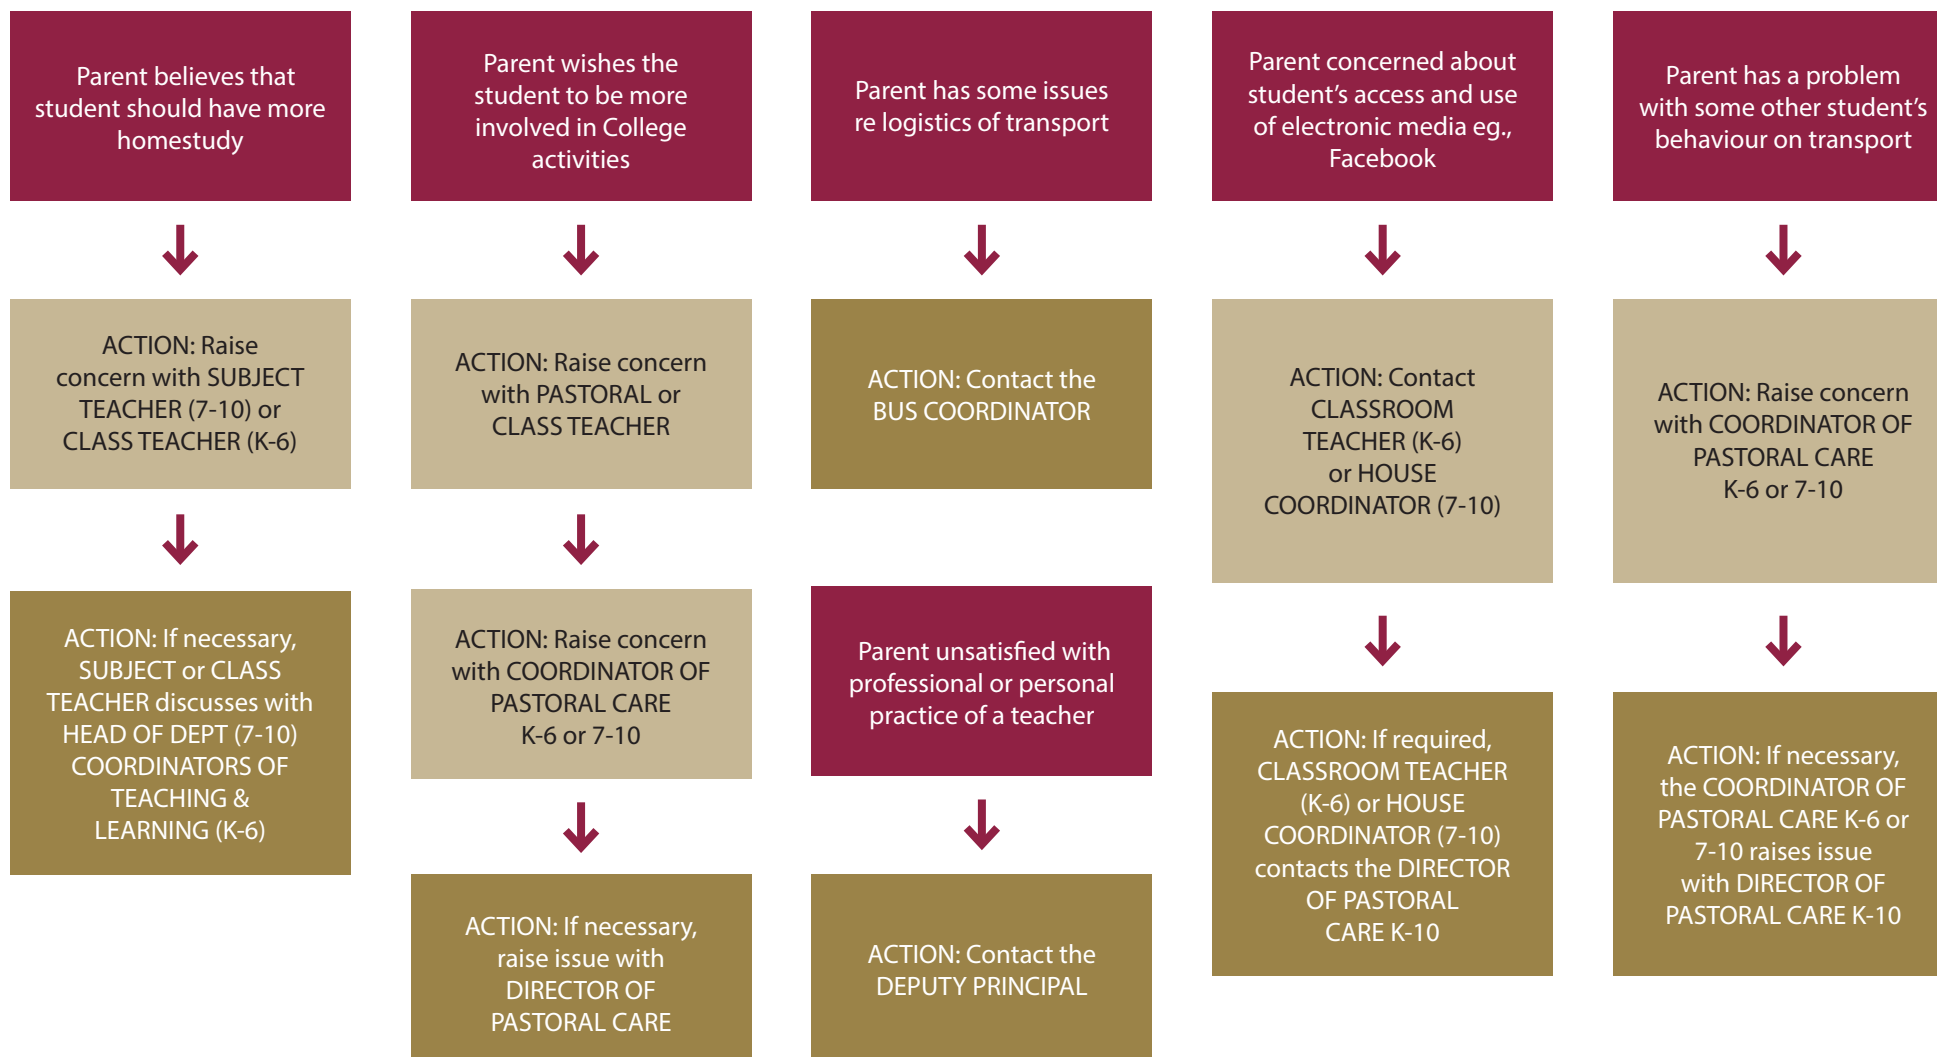 Parent believes that
student should have more
homestudy
ACTION: Raise
concern with SUBJECT
TEACHER (7-10) or
CLASS TEACHER (K-6)
ACTION: If necessary,
SUBJECT or CLASS
TEACHER discusses with
HEAD OF DEPT (7-10)
COORDINATORS OF
TEACHING &
LEARNING (K-6)
Parent wishes the
student to be more
involved in College
activities
ACTION: Raise concern
with PASTORAL or
CLASS TEACHER
ACTION: Raise concern
with COORDINATOR OF
PASTORAL CARE
K-6 or 7-10
ACTION: If necessary,
raise issue with
DIRECTOR OF
PASTORAL CARE
Parent has some issues
re logistics of transport
ACTION: Contact the
BUS COORDINATOR
Parent unsatisfied with
professional or personal
practice of a teacher
ACTION: Contact the
DEPUTY PRINCIPAL
Parent concerned about
student’s access and use
of electronic media eg.,
Facebook
ACTION: Contact
CLASSROOM
TEACHER (K-6)
or HOUSE
COORDINATOR (7-10)
ACTION: If required,
CLASSROOM TEACHER
(K-6) or HOUSE
COORDINATOR (7-10)
contacts the DIRECTOR
OF PASTORAL
CARE K-10
Parent has a problem
with some other student’s
behaviour on transport
ACTION: Raise concern
with COORDINATOR OF
PASTORAL CARE
K-6 or 7-10
ACTION: If necessary,
the COORDINATOR OF
PASTORAL CARE K-6 or
7-10 raises issue
with DIRECTOR OF
PASTORAL CARE K-10